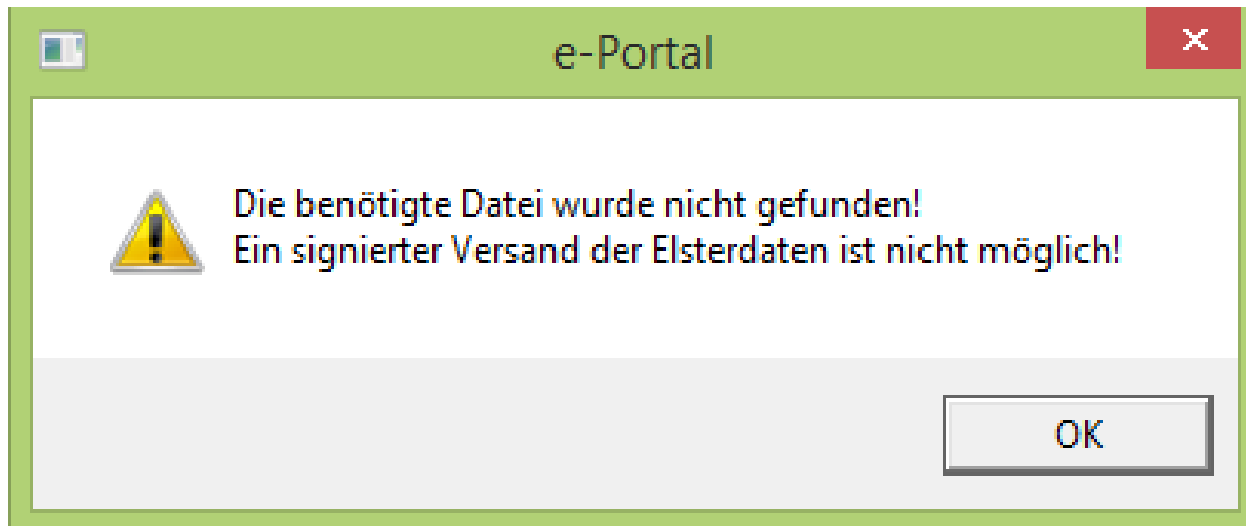 e-Portal
Die benötigte Datei wurde nicht gefunden!
Ein signierter Versand der Elsterdaten ist nicht möglich!
OK